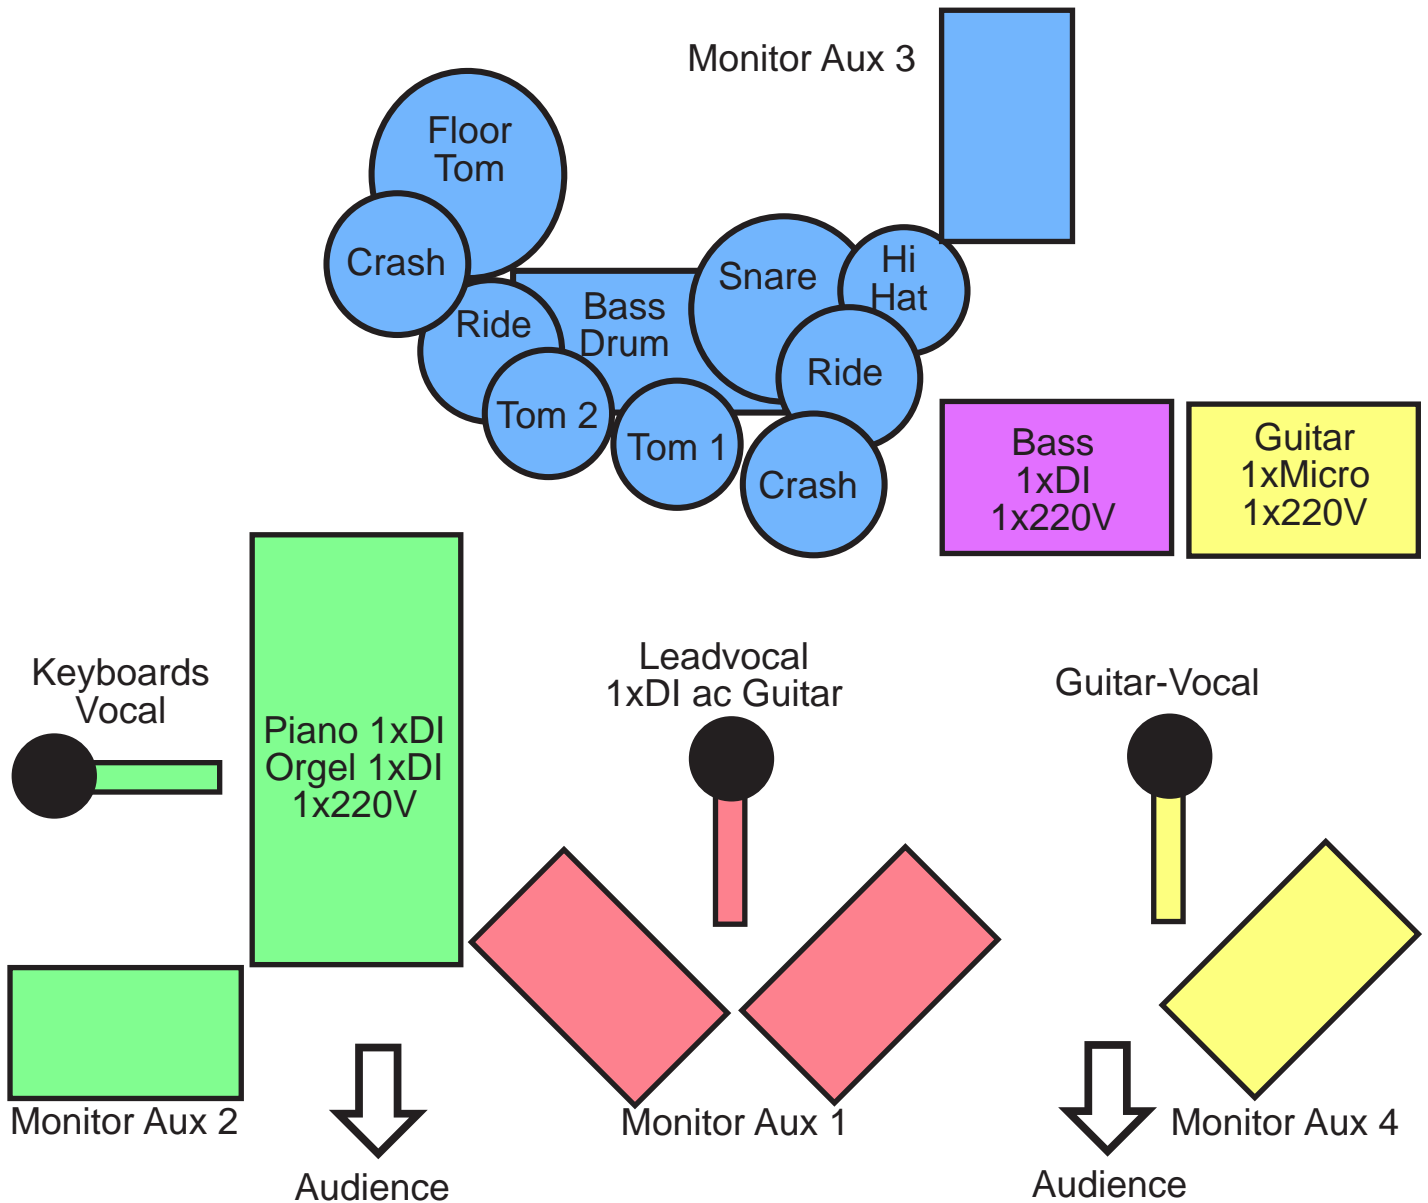 Monitor Aux 3
Floor
Tom
Crash
Ride
Bass
Drum
Snare
Hi
Hat
Ride
Tom 2
Tom 1
Crash
Bass
1xDI
1x220V
Guitar
1xMicro
1x220V
Keyboards
Vocal
Piano 1xDI
Orgel 1xDI
1x220V
Leadvocal
1xDI ac Guitar
Guitar-Vocal
Monitor Aux 2
Monitor Aux 1
Monitor Aux 4
Audience
Audience